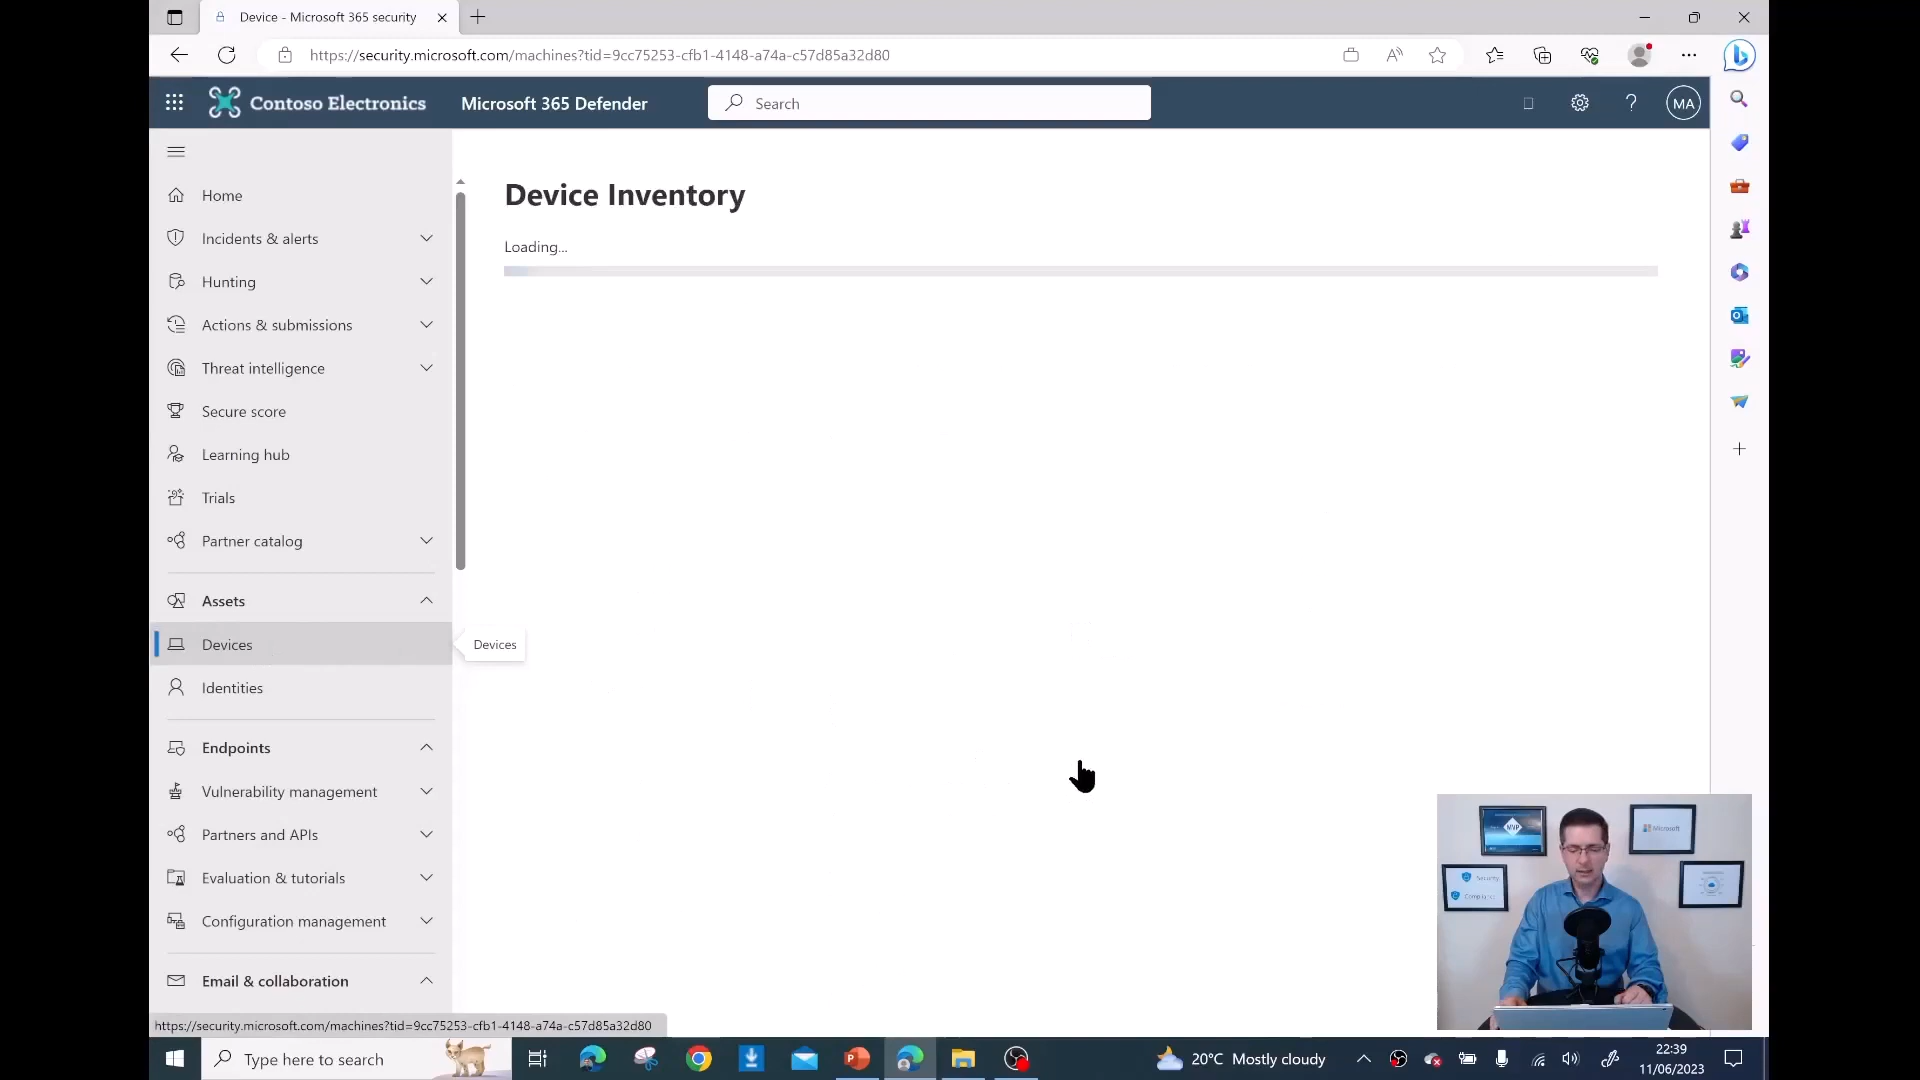 Device - Microsoft 365 security
https://security.microsoft.com/machines?tid=9cc75253-cfb1-4148-a74a-c57d85a32d80
Contoso Electronics
Microsoft 365 Defender
Search
MA
Home
Incidents & alerts
Hunting
Actions & submissions
Threat intelligence
Secure score
Learning hub
Trials
Partner catalog
Assets
Devices
Identities
Endpoints
Vulnerability management
Partners and APIs
Evaluation & tutorials
Configuration management
Email & collaboration
Device Inventory
Loading...
Devices
MVP
Microsoft
Security
https://security.microsoft.com/machines?tid=9cc75253-cfb1-4148-a74a-c57d85a32d80
Type here to search
20°C Mostly cloudy
22:39
11/06/2023